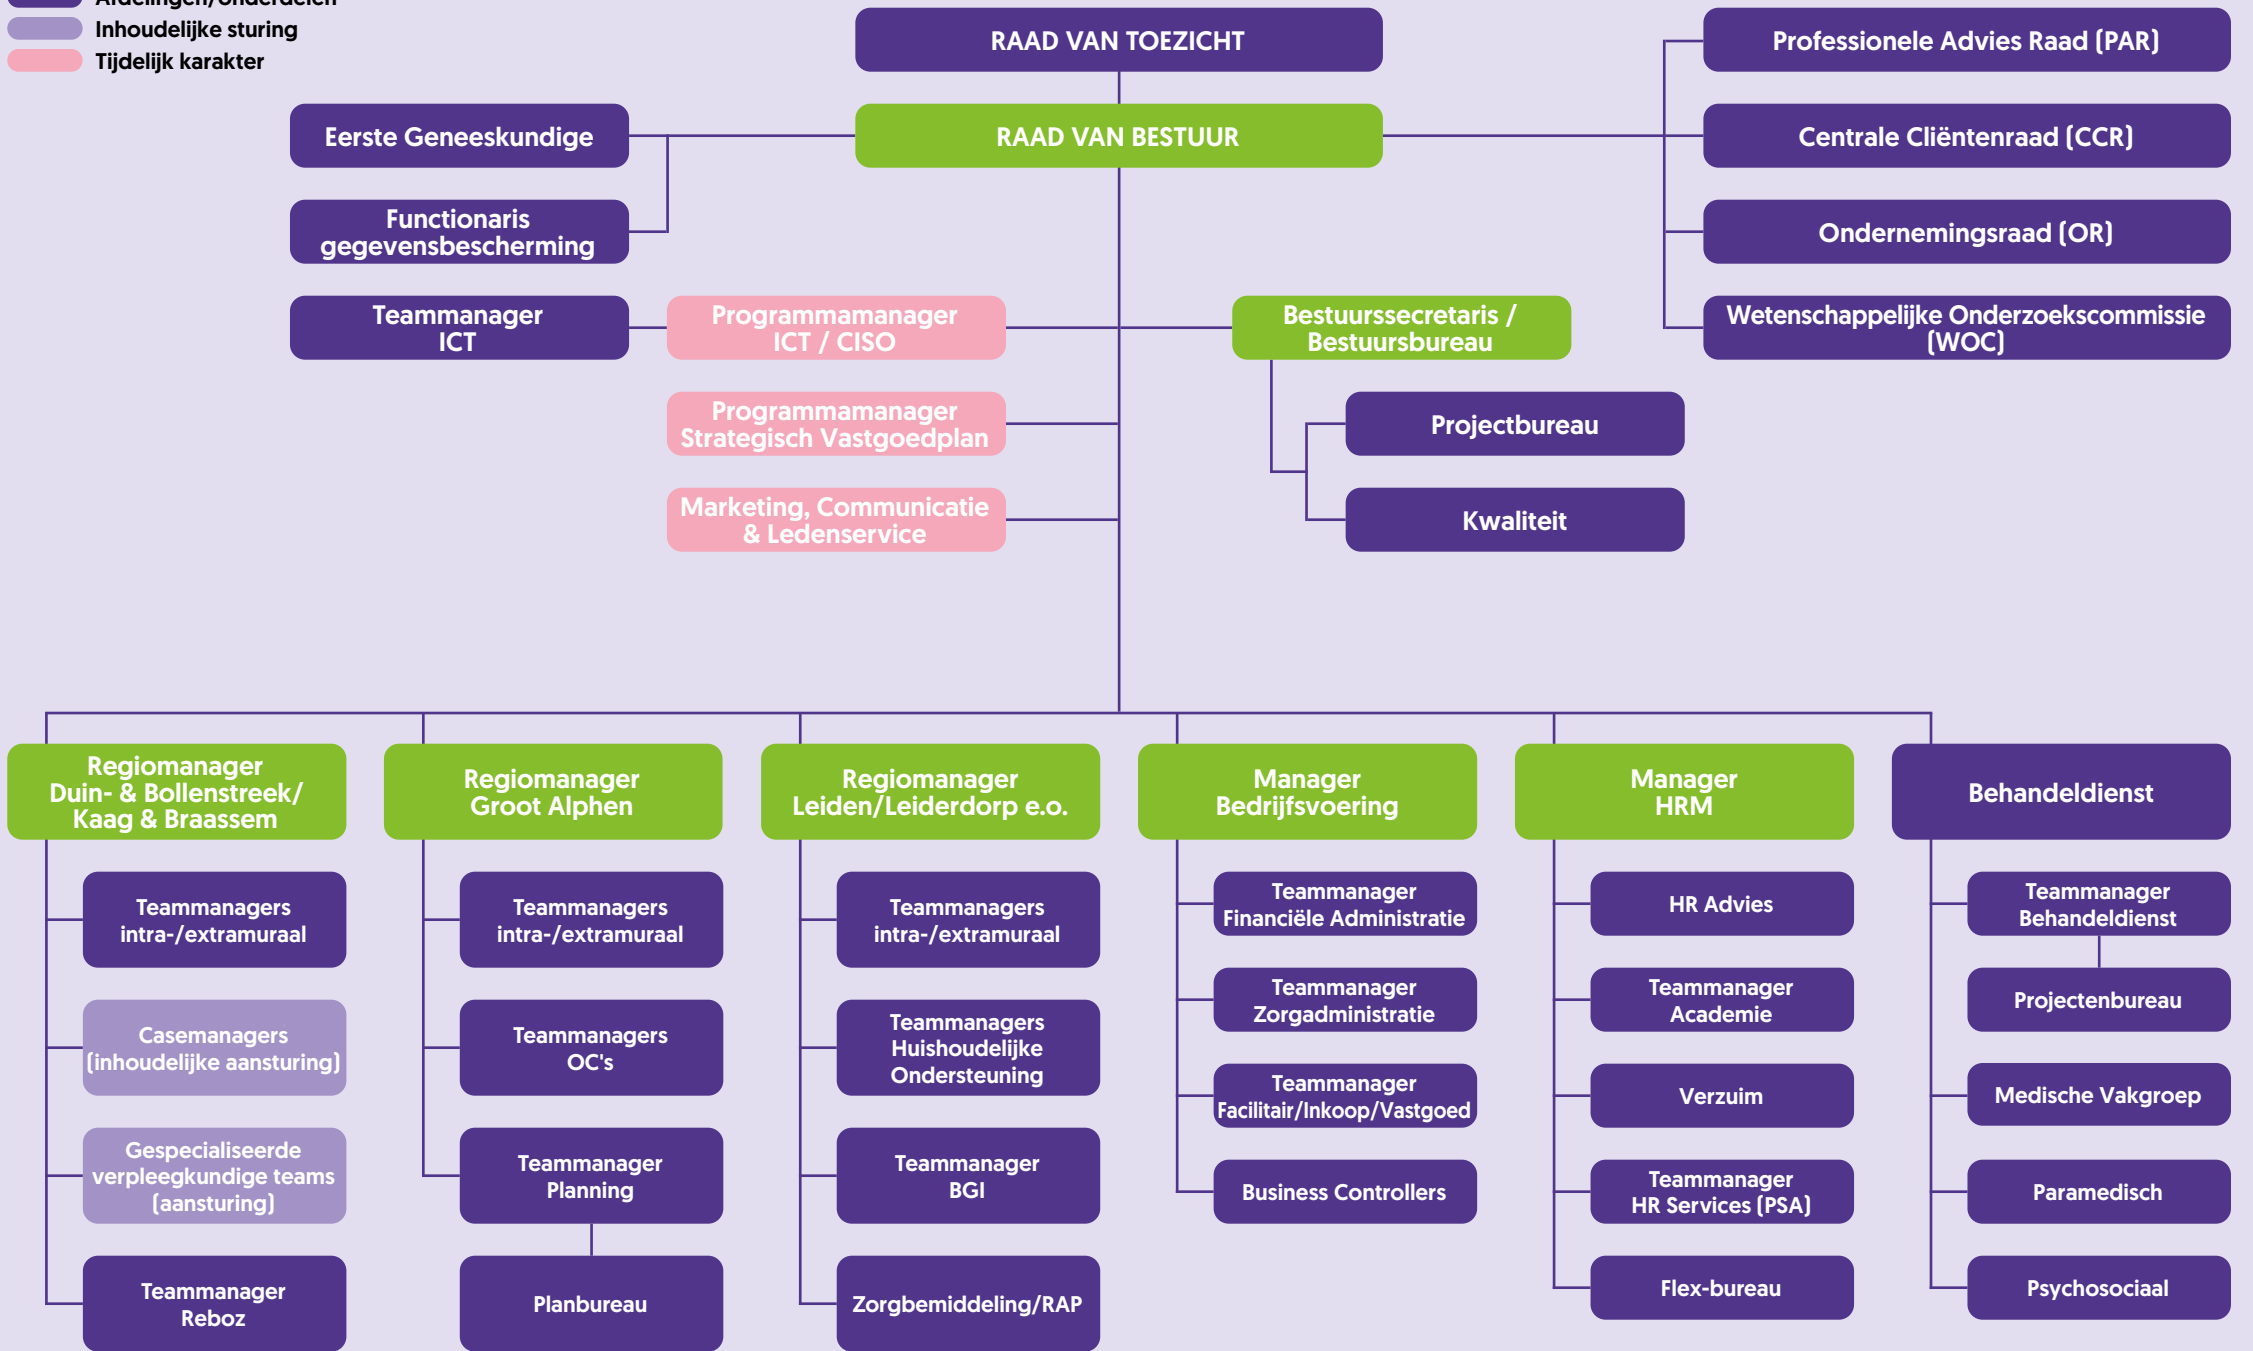 Afdelingen/onderdelen
Inhoudelijke sturing
Tijdelijk karakter
RAAD VAN TOEZICHT
RAAD VAN BESTUUR
Eerste Geneeskundige
Functionaris
gegevensbescherming
Professionele Advies Raad (PAR)
Centrale Cliëntenraad (CCR)
Ondernemingsraad (OR)
Wetenschappelijke Onderzoekscommissie
(WOC)
Teammanager
ICT
Programmamanager
ICT / CISO
Programmamanager
Strategisch Vastgoedplan
Marketing, Communicatie
& Ledenservice
Bestuurssecretaris /
Bestuursbureau
Projectbureau
Kwaliteit
Regiomanager
Duin- & Bollenstreek/
Kaag & Braassem
Teammanagers
intra-/extramuraal
Casemanagers
(inhoudelijke aansturing)
Gespecialiseerde
verpleegkundige teams
(aansturing)
Teammanager
Reboz
Regiomanager
Groot Alphen
Teammanagers
intra-/extramuraal
Teammanagers
OC's
Teammanager
Planning
Planbureau
Regiomanager
Leiden/Leiderdorp e.o.
Teammanagers
intra-/extramuraal
Teammanagers
Huishoudelijke
Ondersteuning
Teammanager
BGI
Zorgbemiddeling/RAP
Manager
Bedrijfsvoering
Teammanager
Financiële Administratie
Teammanager
Zorgadministratie
Teammanager
Facilitair/Inkoop/Vastgoed
Business Controllers
Manager
HRM
HR Advies
Teammanager
Academie
Verzuim
Teammanager
HR Services (PSA)
Flex-bureau
Behandeldienst
Teammanager
Behandeldienst
Projectenbureau
Medische Vakgroep
Paramedisch
Psychosociaal